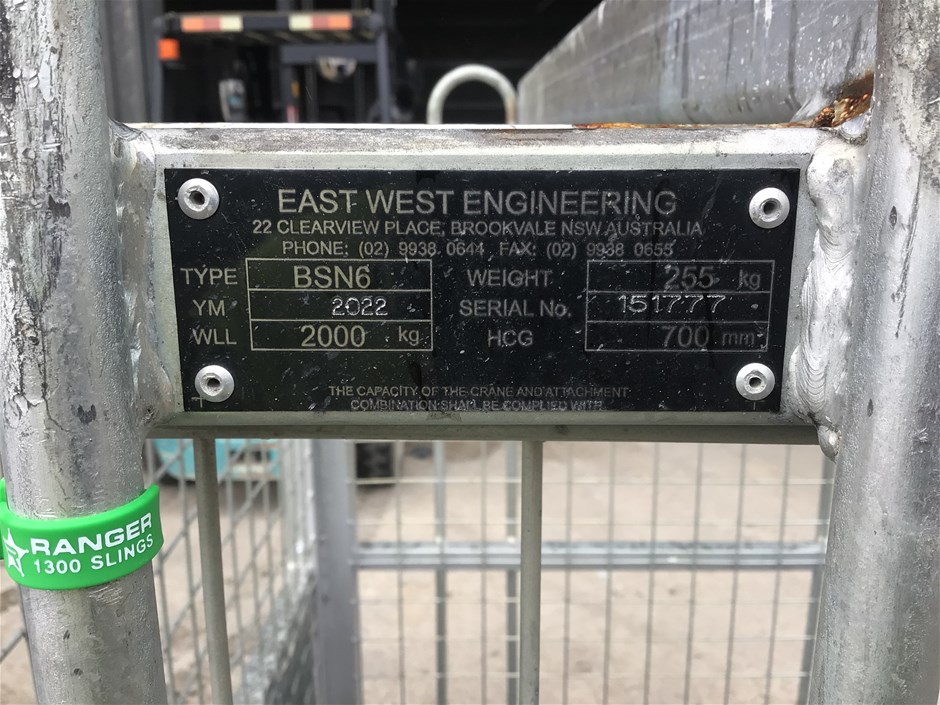 EAST WEST ENGINEERING
22 CLEARVIEW PLACE, BROOKVALE NSW, AUSTRALIA
PHONE: (02) 9938 0644 FAX: (02) 9938 0655
TYPE BSN6 WEIGHT 255 kg
YM 2022 SERIAL No. 151777
WLL 2000 kg HCG 700 mm
THE CAPACITY OF THE CRANE AND ATTACHMENT
COMBINATION SHALL BE COMPLIED WITH
RANGER
1300 SLINGS